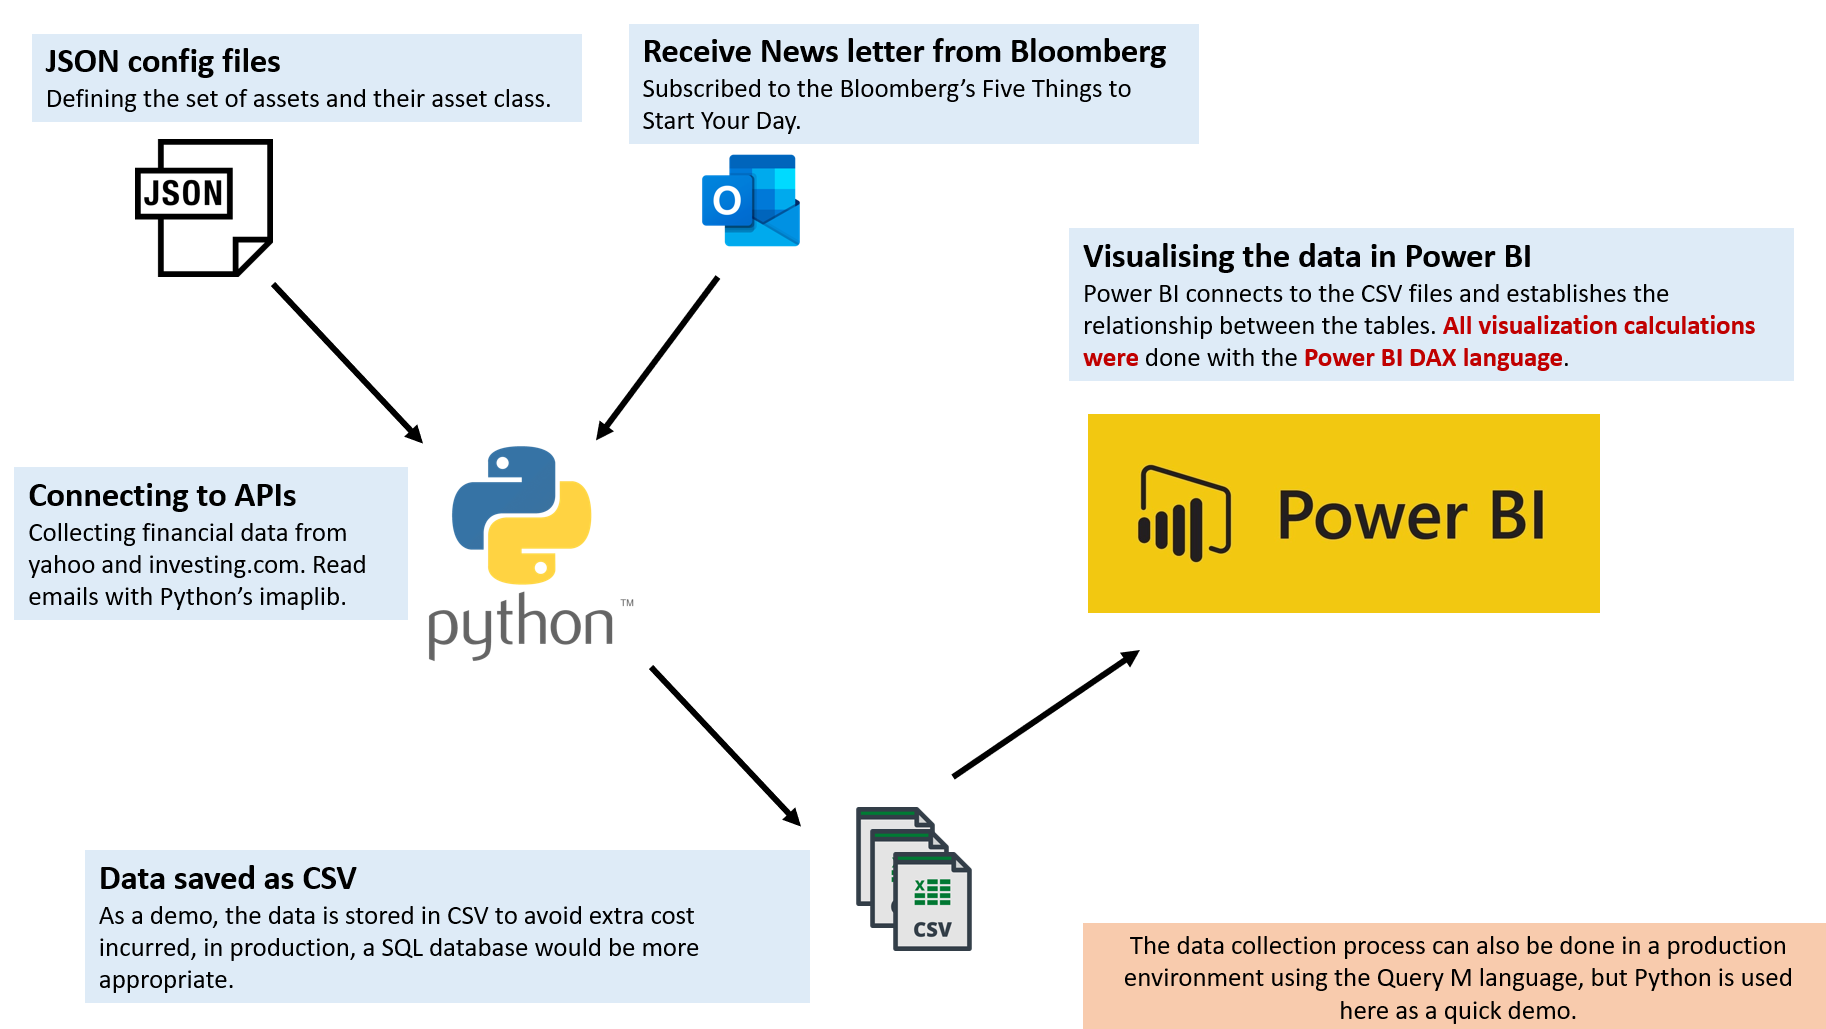 JSON config files
Defining the set of assets and their asset class.
JSON
Receive News letter from Bloomberg
Subscribed to the Bloomberg’s Five Things to
Start Your Day.
O
Visualising the data in Power BI
Power BI connects to the CSV files and establishes the
relationship between the tables. All visualization calculations
were done with the Power BI DAX language.
Power BI
Connecting to APIs
Collecting financial data from
yahoo and investing.com. Read
emails with Python’s imaplib.
python™
Data saved as CSV
As a demo, the data is stored in CSV to avoid extra cost
incurred, in production, a SQL database would be more
appropriate.
X
CSV
The data collection process can also be done in a production
environment using the Query M language, but Python is used
here as a quick demo.